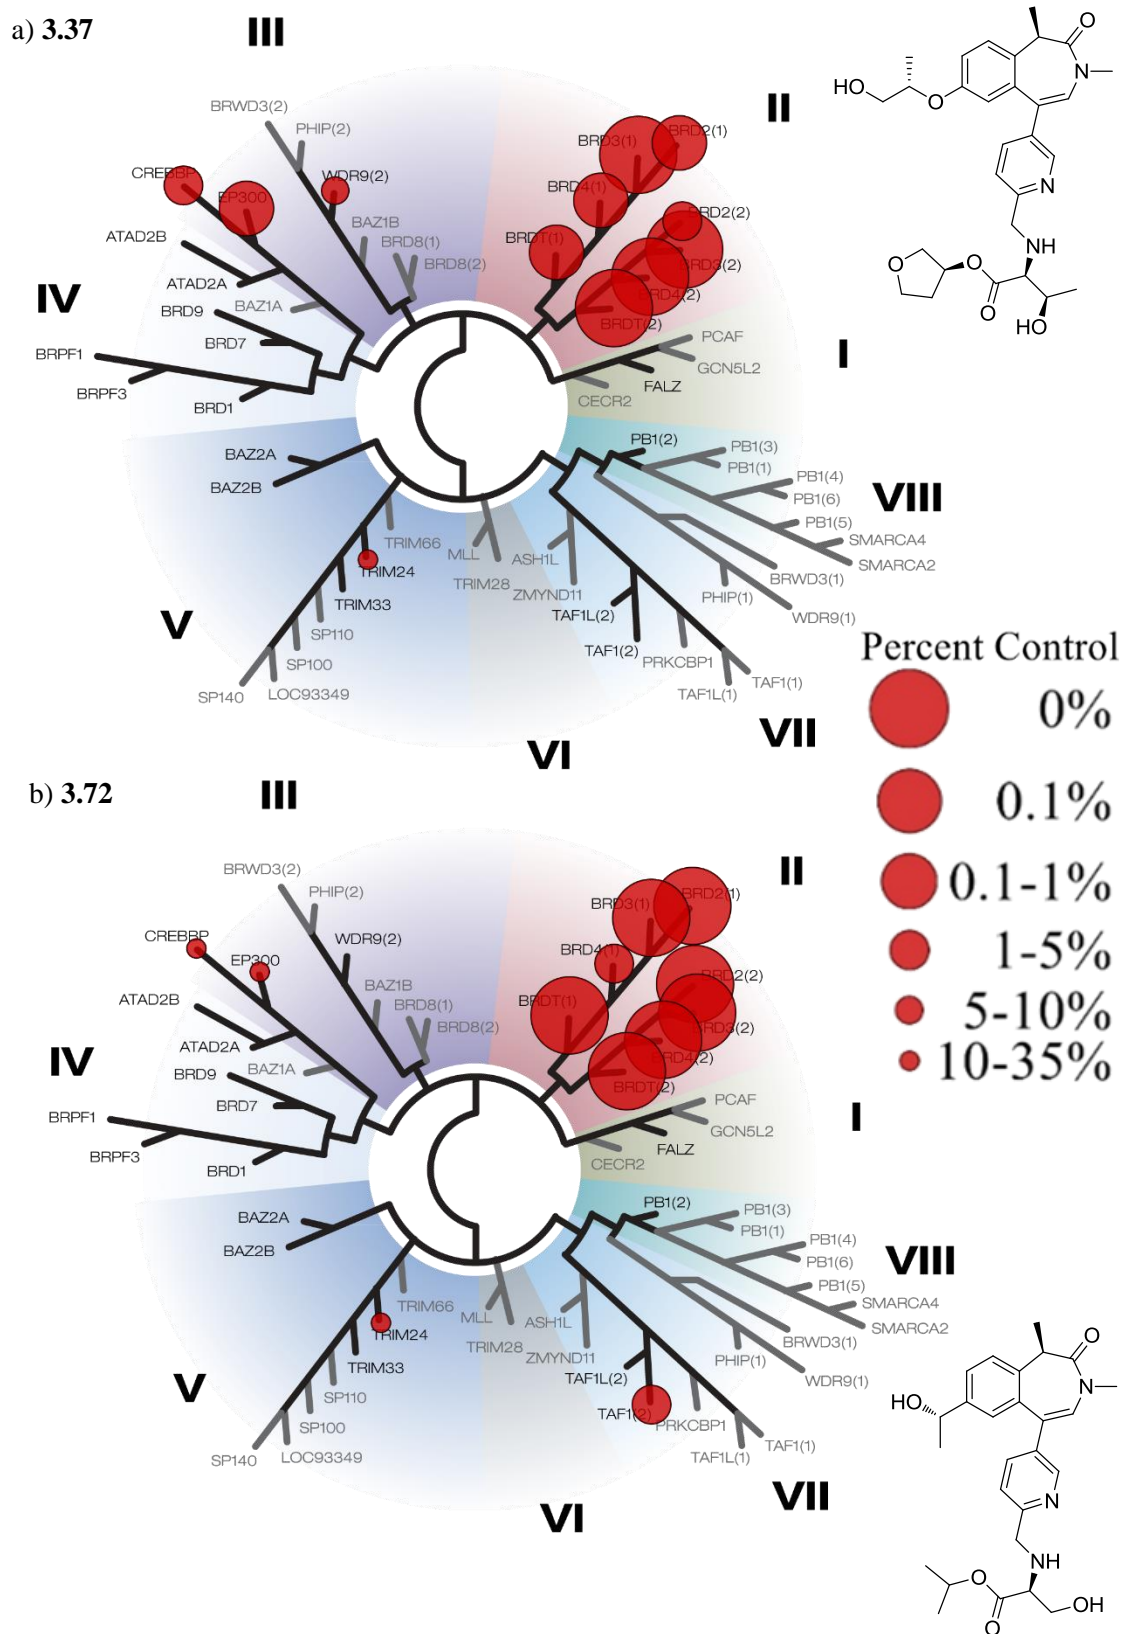 a) 3.37
III
BRWD3(2)
PHIP(2)
II
CREBBP
EP300
WDR9(2)
BRD3(1)
BRD2(1)
BRD4(1)
BRD2(2)
ATAD2B
BAZ1B
BRD8(1)
BRD8(2)
BRDT(1)
BRD3(2)
ATAD2A
BRD4(2)
IV
BAZ1A
BRD9
BRDT(2)
BRD7
PCAF
I
BRPF1
GCN5L2
BRPF3
FALZ
BRD1
CECR2
BAZ2A
PB1(2)
PB1(3)
PB1(1)
BAZ2B
PB1(4)
PB1(6)
VIII
PB1(5)
TRIM66
MLL
ASH1L
SMARCA4
SMARCA2
TRIM24
TRIM28
ZMYND11
BRWD3(1)
PHIP(1)
TRIM33
TAF1L(2)
WDR9(1)
V
SP110
TAF1(2)
SP100
PRKCBP1
SP140
LOC93349
TAF1L(1)
TAF1(1)
VII
VI
HO
O
O
N
N
NH
O
O
O
HO
Percent Control
0%
0.1%
0.1-1%
1-5%
5-10%
10-35%
b) 3.72
III
BRWD3(2)
PHIP(2)
II
CREBBP
EP300
WDR9(2)
BRD3(1)
BRD2(1)
BRD4(1)
BRD2(2)
ATAD2B
BAZ1B
BRD8(1)
BRD8(2)
BRDT(1)
BRD3(2)
ATAD2A
BRD4(2)
IV
BAZ1A
BRD9
BRDT(2)
BRD7
PCAF
I
BRPF1
GCN5L2
BRPF3
FALZ
BRD1
CECR2
BAZ2A
PB1(2)
PB1(3)
PB1(1)
BAZ2B
PB1(4)
PB1(6)
VIII
PB1(5)
TRIM66
MLL
ASH1L
SMARCA4
SMARCA2
TRIM24
TRIM28
ZMYND11
BRWD3(1)
PHIP(1)
TRIM33
TAF1L(2)
WDR9(1)
V
SP110
TAF1(2)
SP100
PRKCBP1
SP140
LOC93349
TAF1L(1)
TAF1(1)
VII
VI
O
HO
N
N
NH
O
O
OH